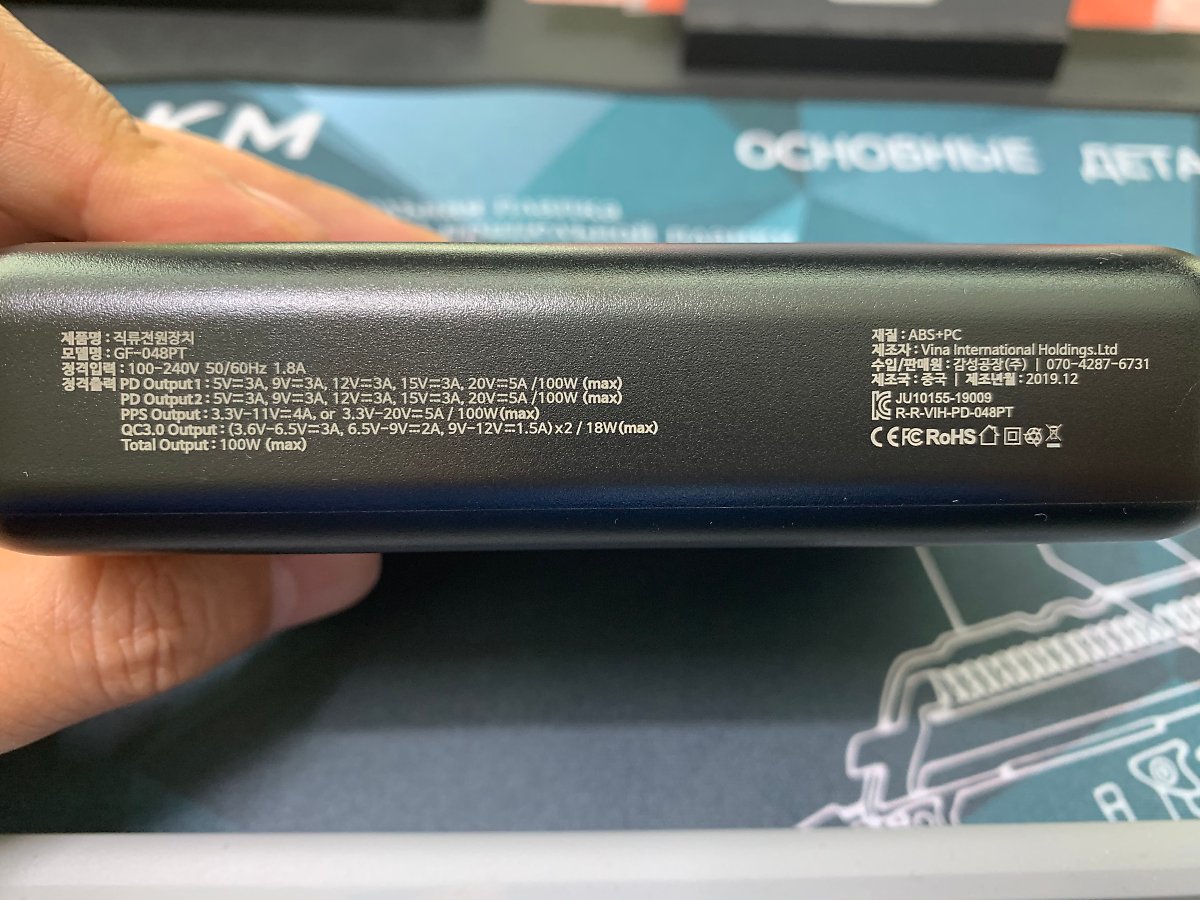 КМ
ОСНОВНЫЕ ДЕТА
제품명 : 직류전원장치
모델명 : GF-048PT
정격입력 : 100-240V 50/60Hz 1.8A
정격출력 PD Output1 : 5V⎓3A, 9V⎓3A, 12V⎓3A, 15V⎓3A, 20V⎓5A /100W (max)
PD Output2 : 5V⎓3A, 9V⎓3A, 12V⎓3A, 15V⎓3A, 20V⎓5A /100W (max)
PPS Output : 3.3V-11V⎓4A, or 3.3V-20V⎓5A / 100W(max)
QC3.0 Output : (3.6V-6.5V⎓3A, 6.5V-9V⎓2A, 9V-12V⎓1.5A) x2 / 18W(max)
Total Output : 100W (max)
재질 : ABS+PC
제조자 : Vina International Holdings.Ltd
수입/판매원 : 감성공장(주) | 070-4287-6731
제조국 : 중국 | 제조년월 : 2019.12
JU10155-19009
R-R-VIH-PD-048PT
CE FC RoHS